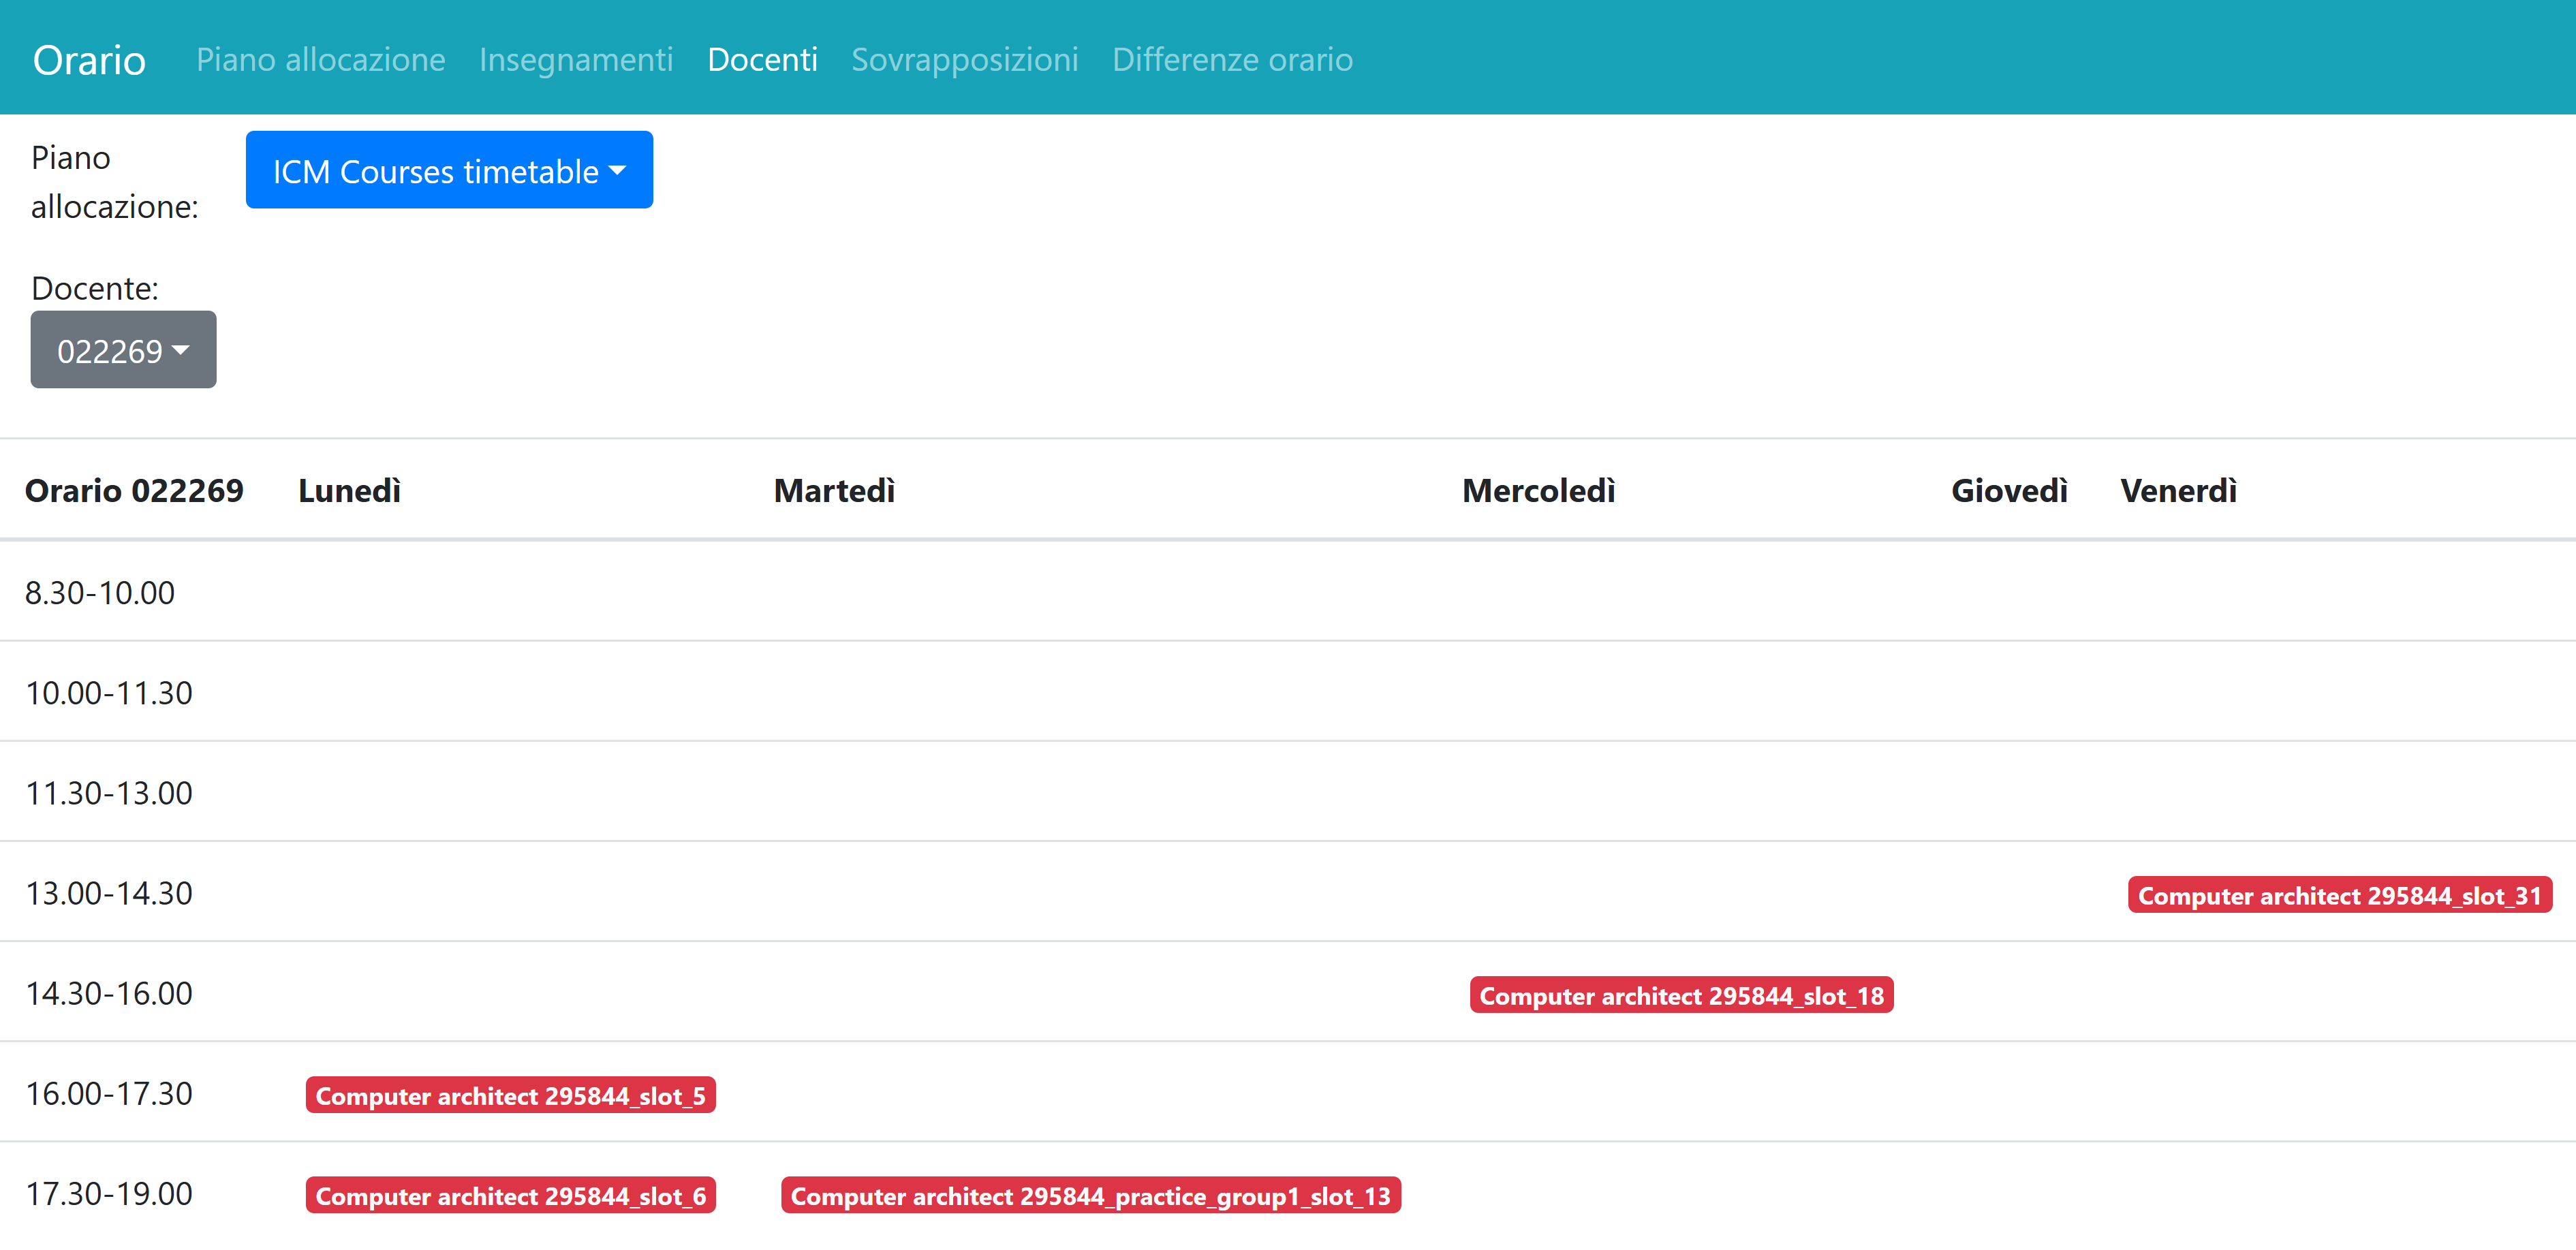 Orario Piano allocazione Insegnamenti Docenti Sovrapposizioni Differenze orario
Piano
allocazione:
ICM Courses timetable
Docente:
022269
Orario 022269 Lunedì Martedì Mercoledì Giovedì Venerdì
8.30-10.00
10.00-11.30
11.30-13.00
13.00-14.30 Computer architect 295844_slot_31
14.30-16.00 Computer architect 295844_slot_18
16.00-17.30 Computer architect 295844_slot_5
17.30-19.00 Computer architect 295844_slot_6 Computer architect 295844_practice_group1_slot_13